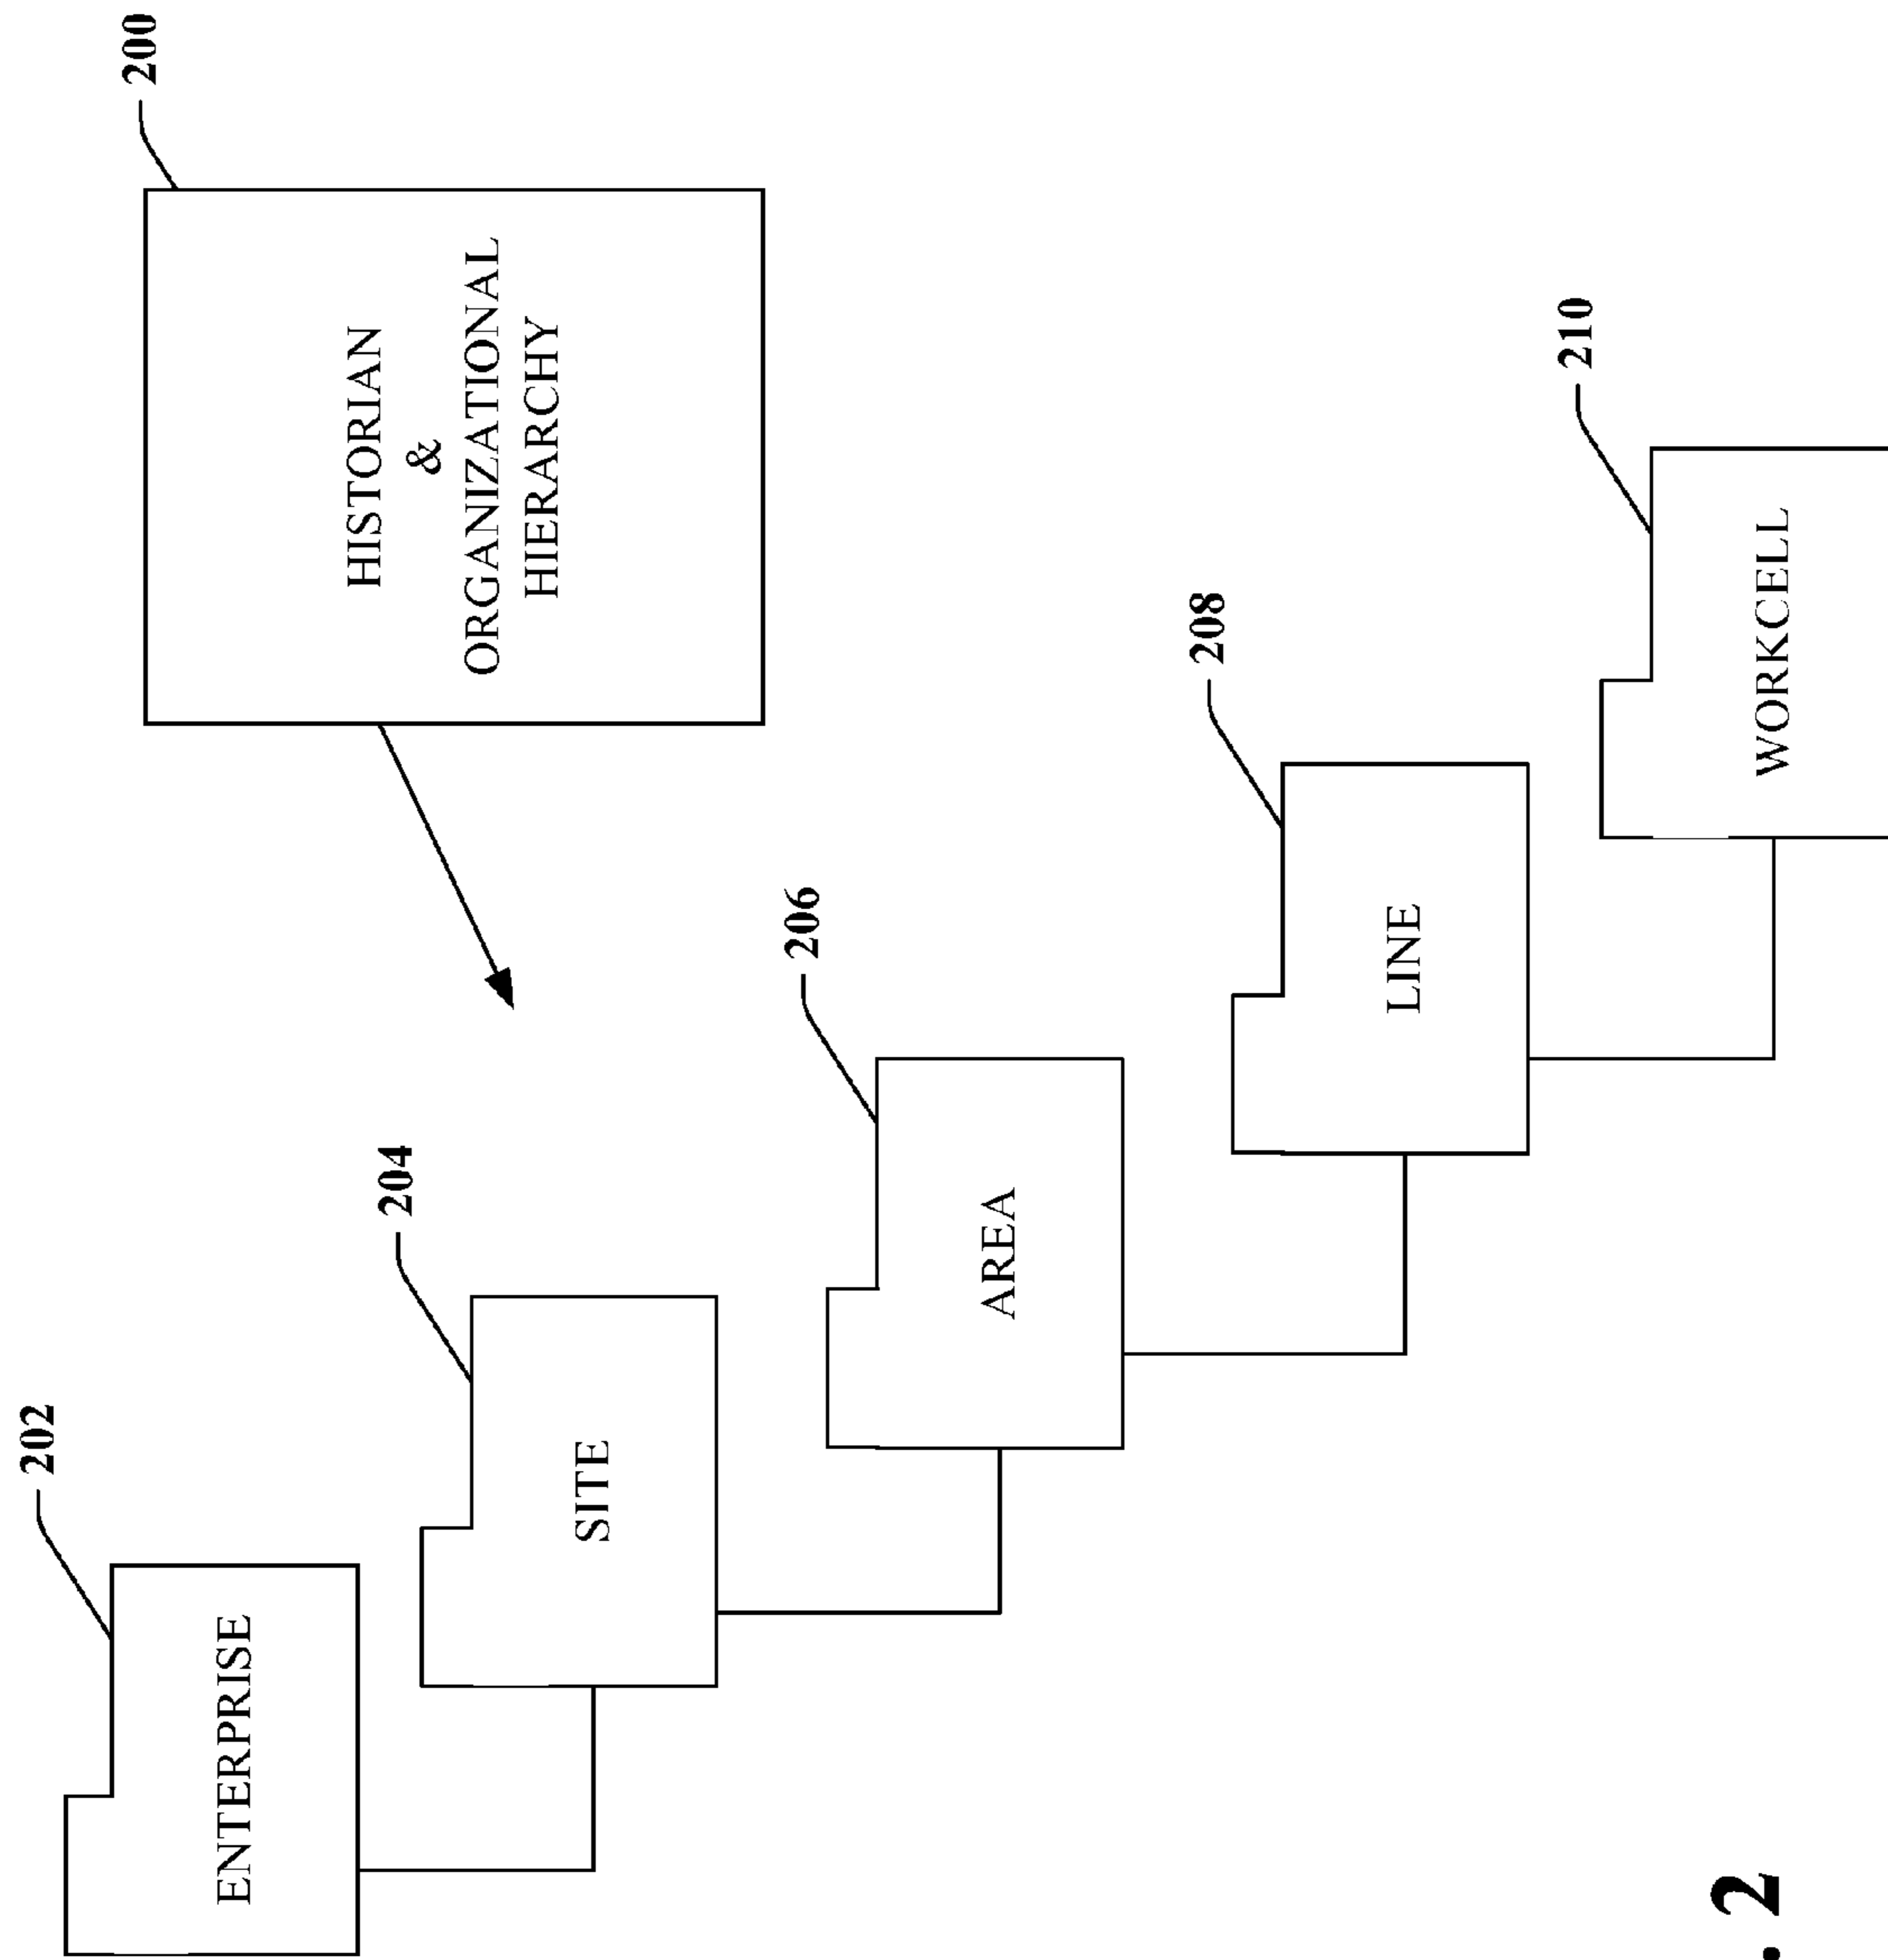 200
HISTORIAN
&
ORGANIZATIONAL
HIERARCHY
202
ENTERPRISE
204
SITE
206
AREA
208
LINE
210
WORKCELL
. 2